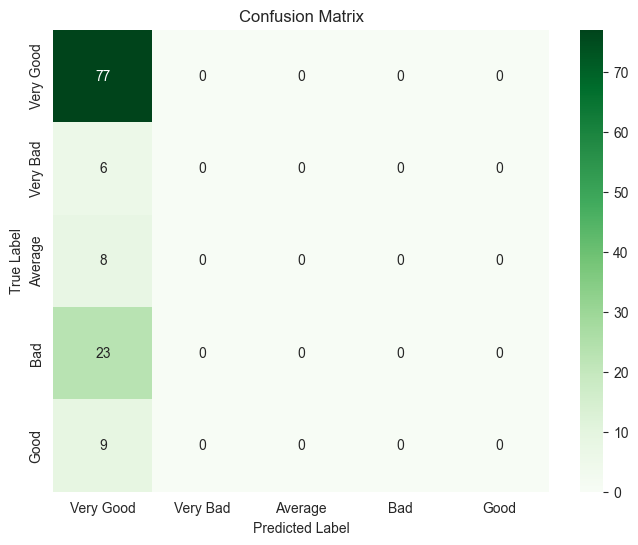 Confusion Matrix
Very Good 77 0 0 0 0
Very Bad 6 0 0 0 0
Average 8 0 0 0 0
Bad 23 0 0 0 0
Good 9 0 0 0 0
True Label
Very Good Very Bad Average Bad Good
Predicted Label
70
60
50
40
30
20
10
0